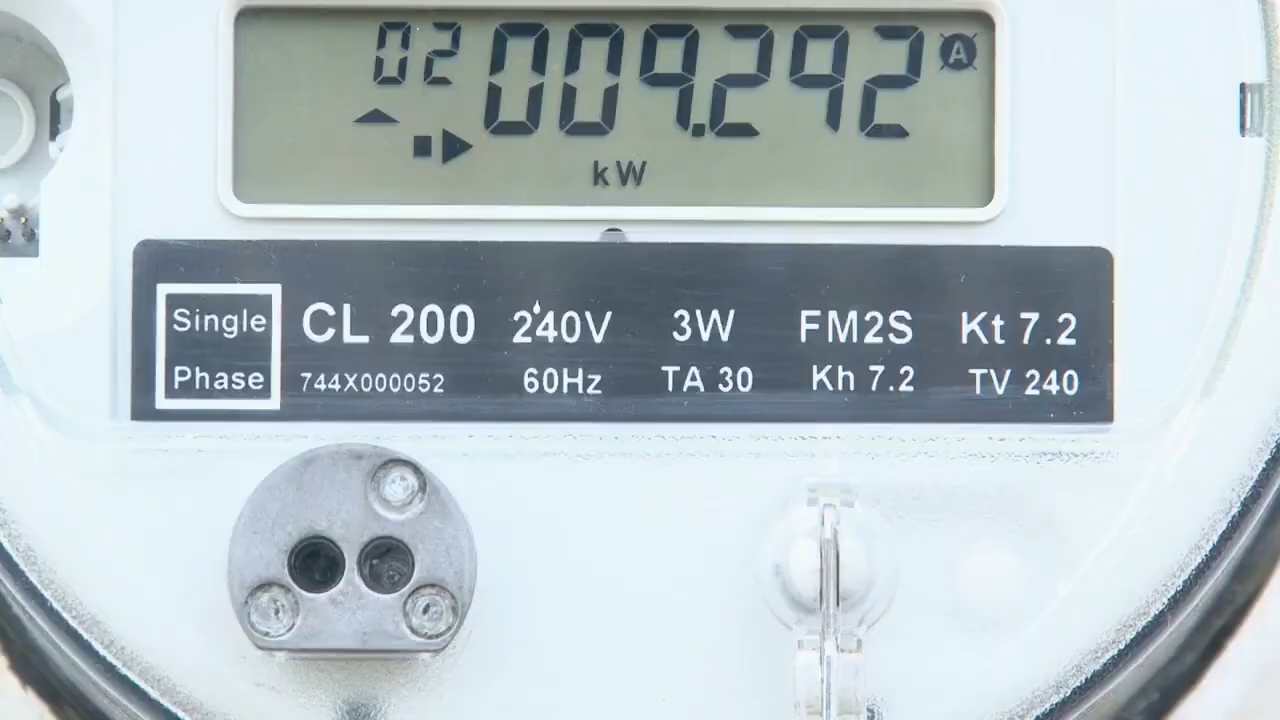 02 009.292 A
kW
Single Phase
CL 200 240V 3W FM2S Kt 7.2
744X000052 60Hz TA 30 Kh 7.2 TV 240